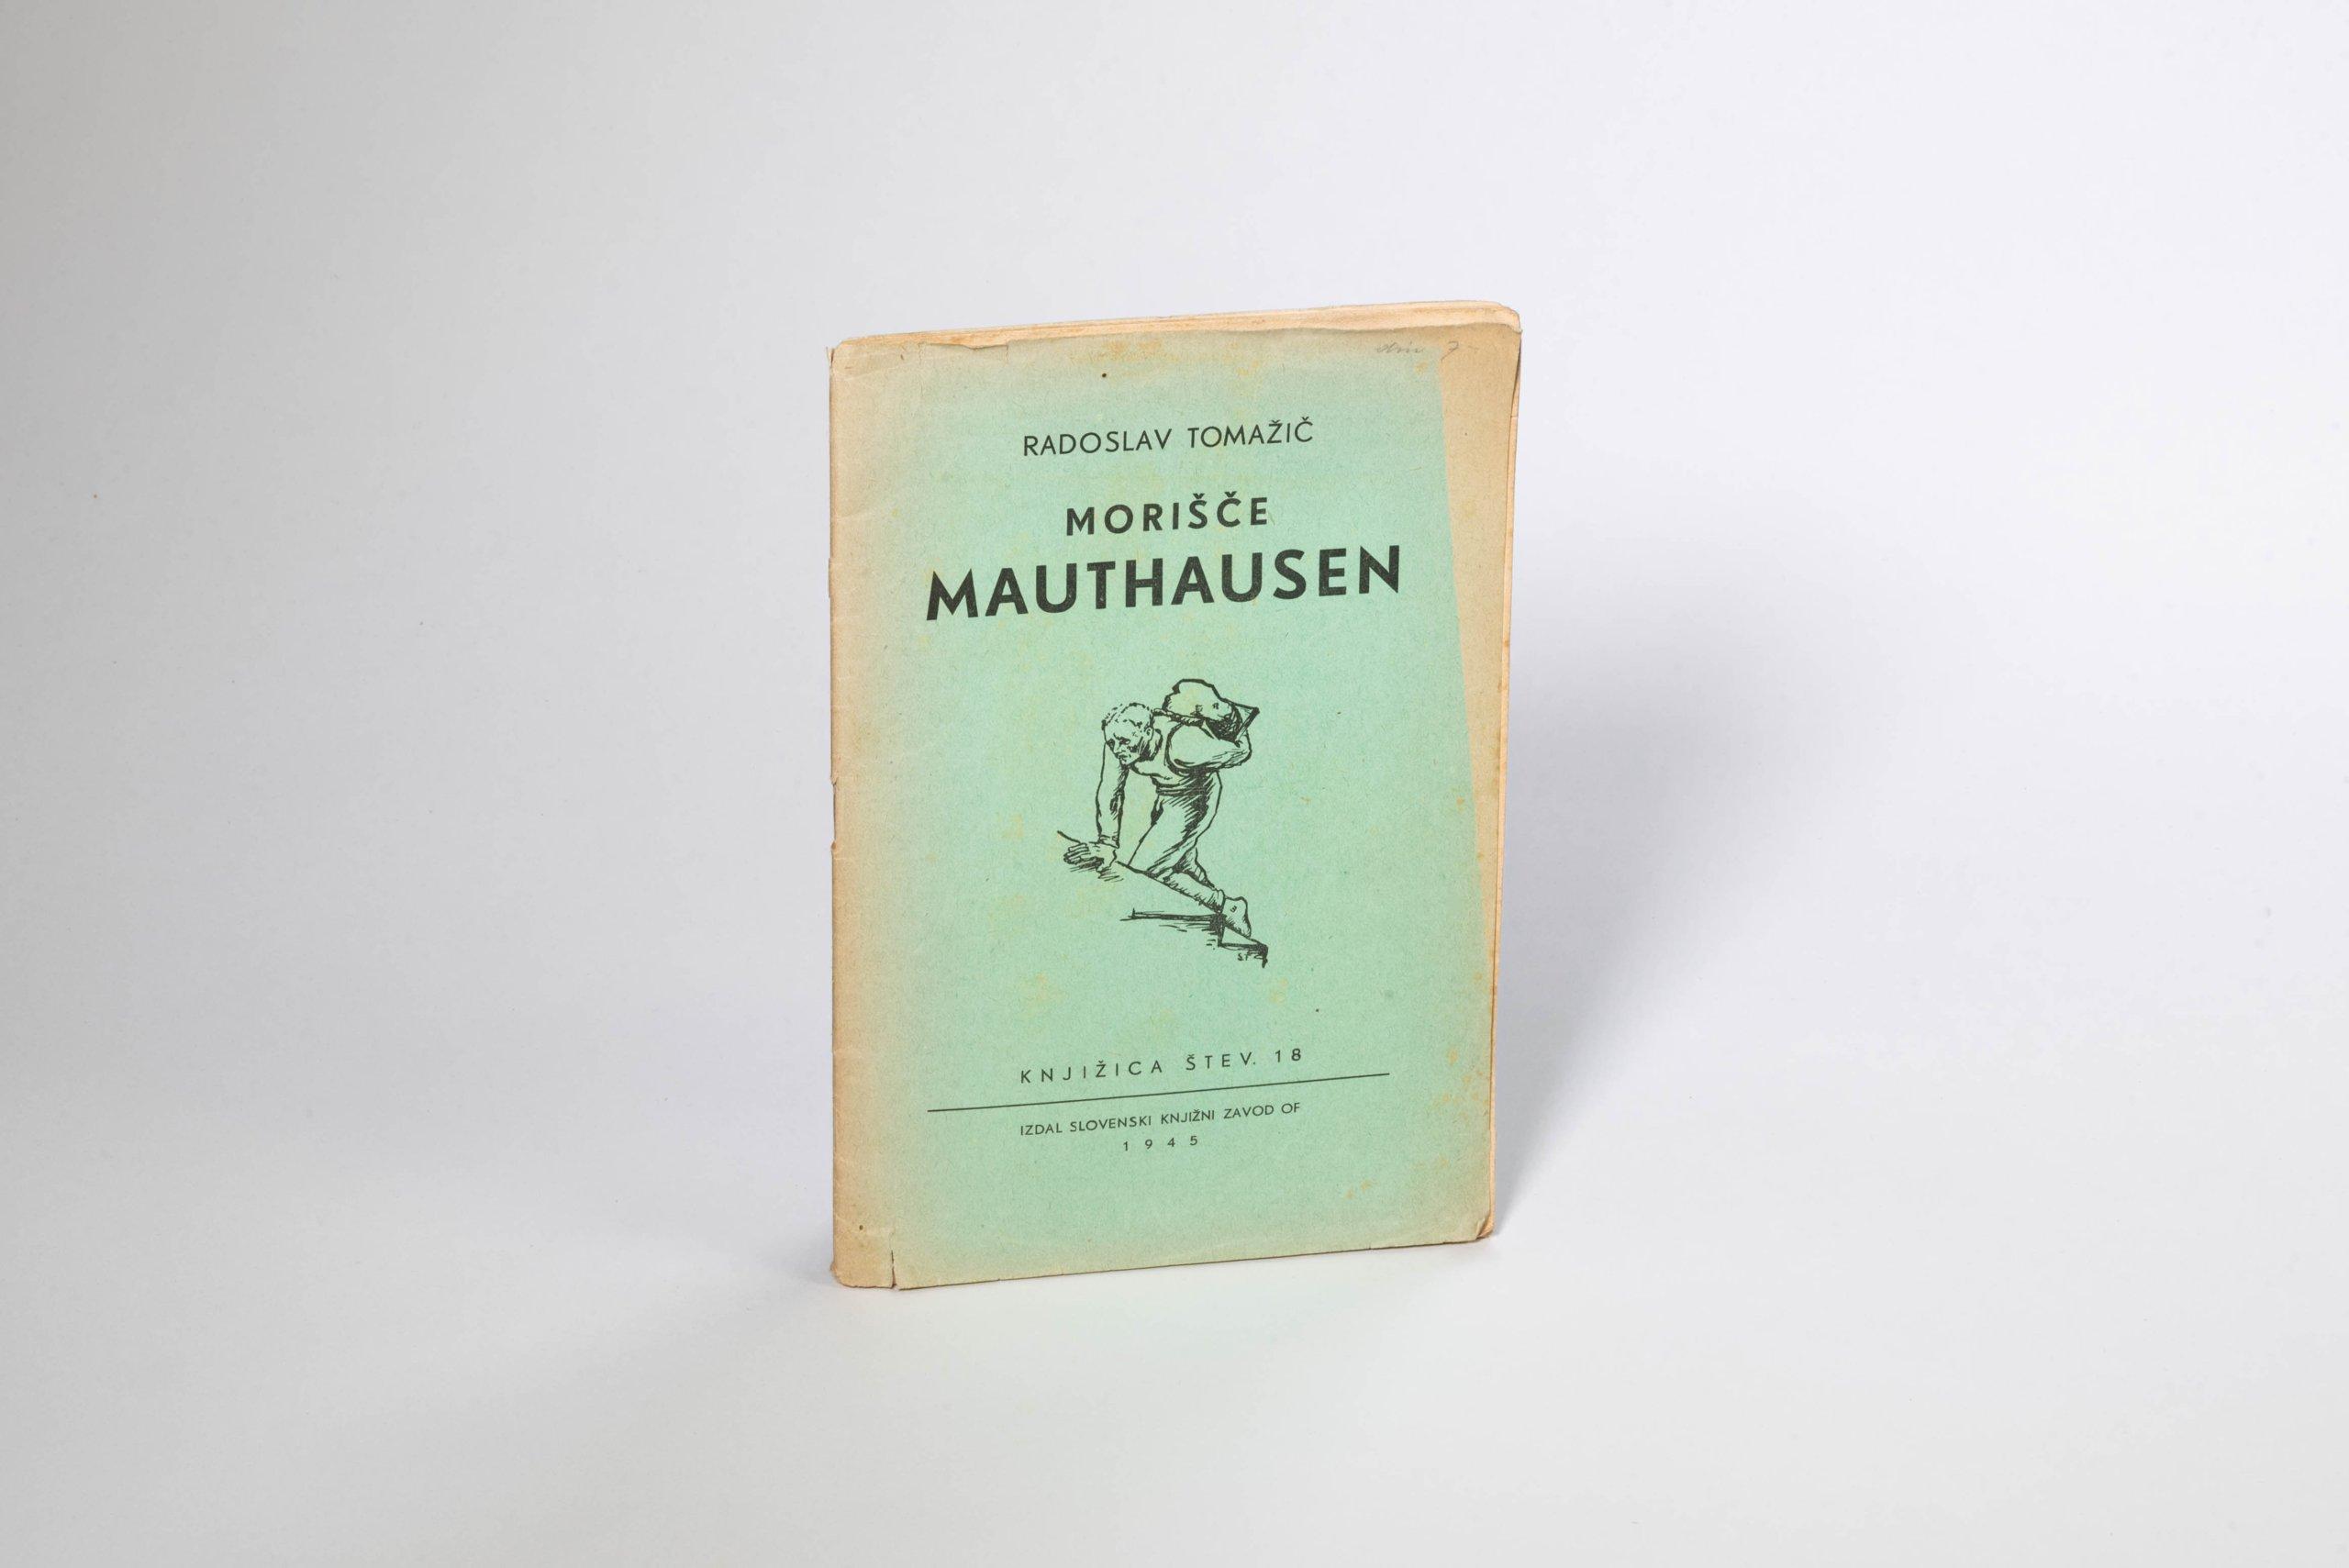 RADOSLAV TOMAŽIČ
MORIŠČE
MAUTHAUSEN
KNJIŽICA ŠTEV. 18
IZDAL SLOVENSKI KNJIŽNI ZAVOD OF
1945